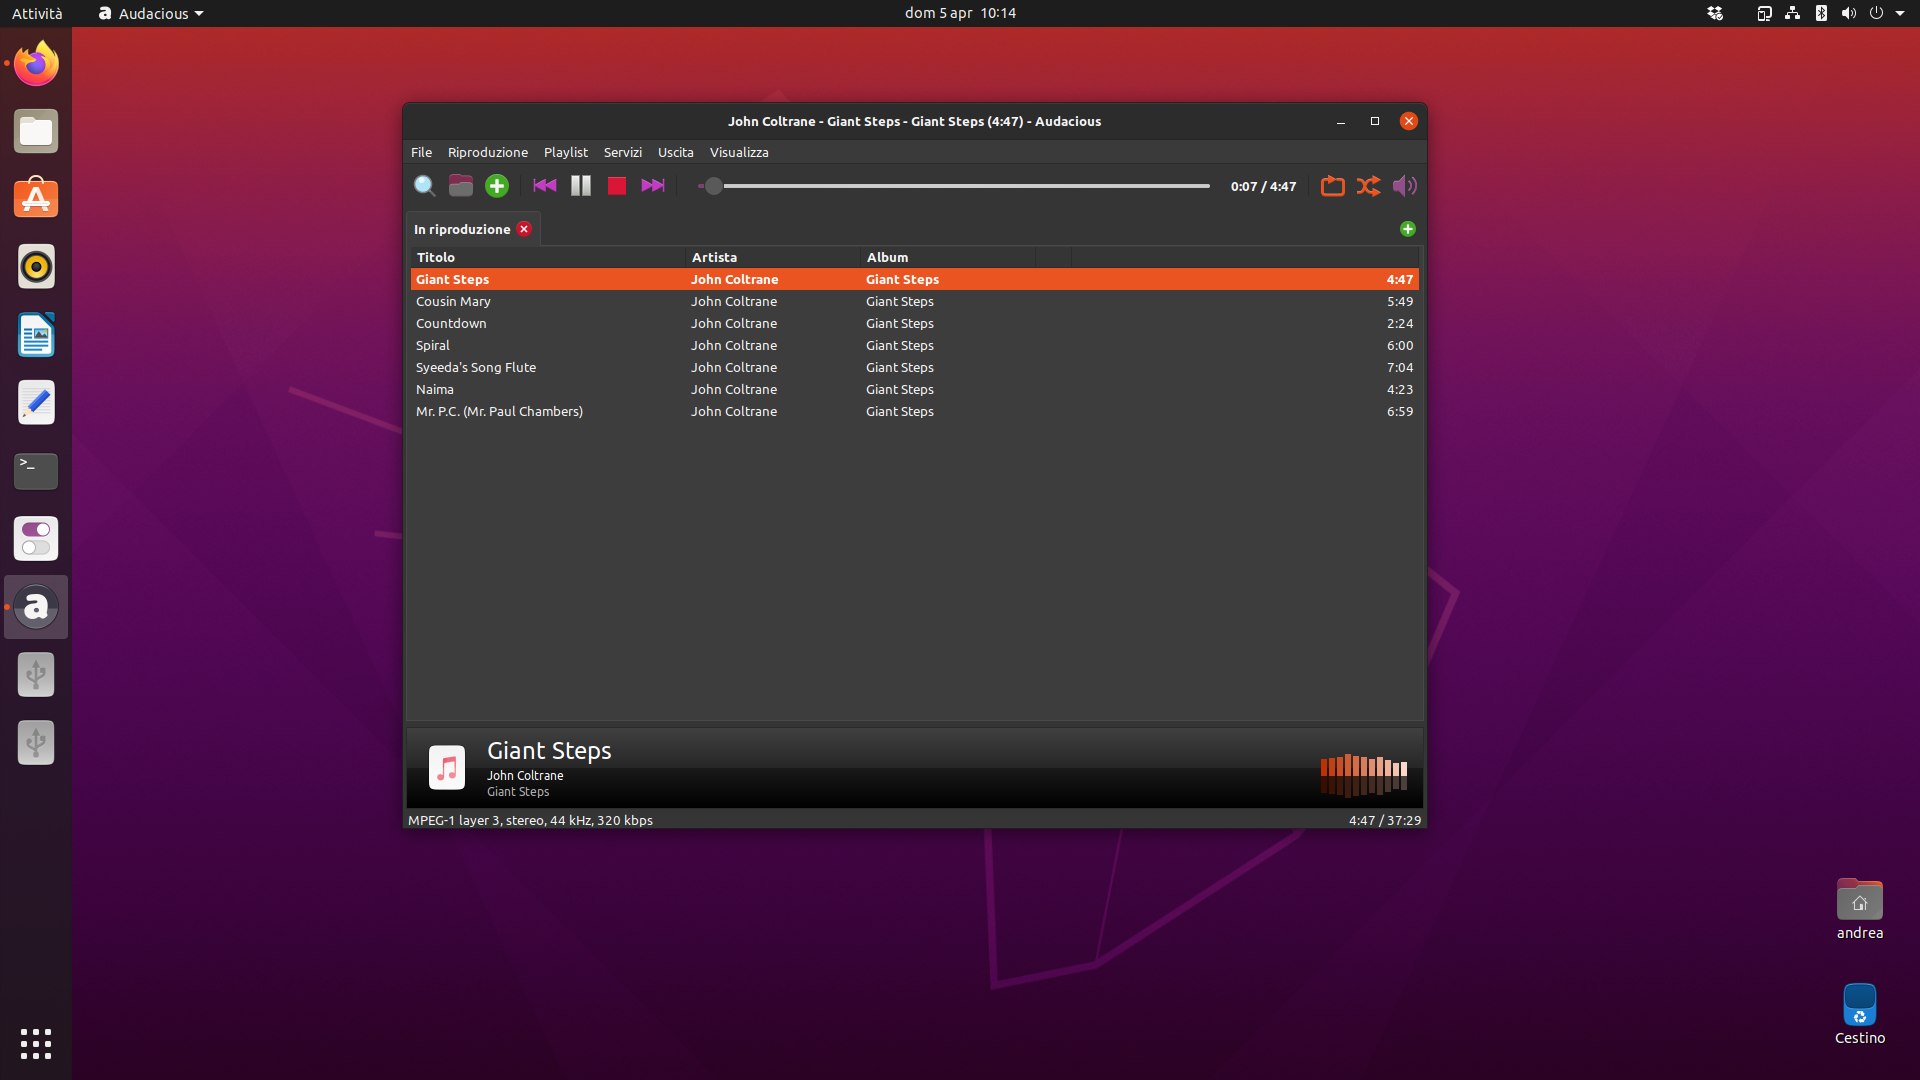 Attività
Audacious
dom 5 apr 10:14
John Coltrane - Giant Steps - Giant Steps (4:47) - Audacious
File Riproduzione Playlist Servizi Uscita Visualizza
0:07 / 4:47
In riproduzione
Titolo Artista Album
Giant Steps John Coltrane Giant Steps 4:47
Cousin Mary John Coltrane Giant Steps 5:49
Countdown John Coltrane Giant Steps 2:24
Spiral John Coltrane Giant Steps 6:00
Syeeda's Song Flute John Coltrane Giant Steps 7:04
Naima John Coltrane Giant Steps 4:23
Mr. P.C. (Mr. Paul Chambers) John Coltrane Giant Steps 6:59
Giant Steps
John Coltrane
Giant Steps
MPEG-1 layer 3, stereo, 44 kHz, 320 kbps 4:47 / 37:29
andrea
Cestino